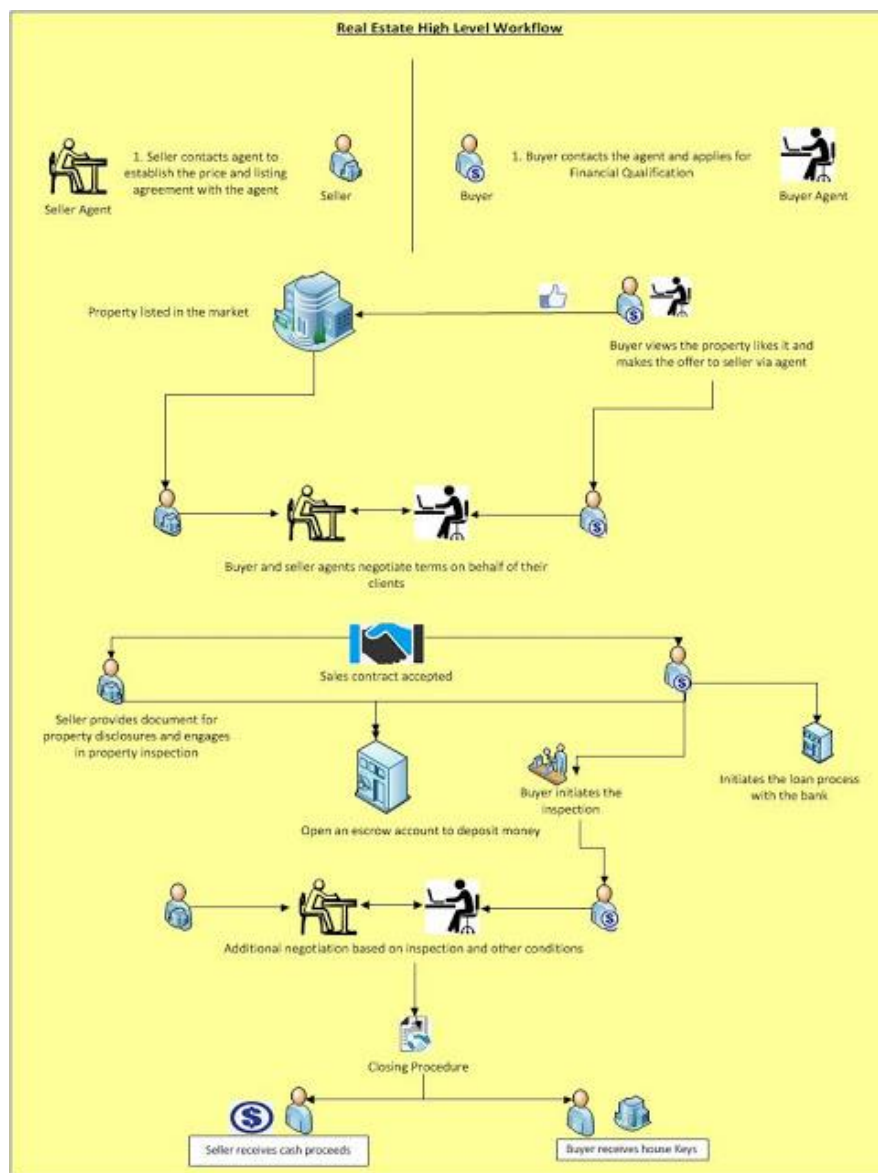 Real Estate High Level Workflow
1. Seller contacts agent to
establish the price and listing
agreement with the agent
Seller Agent
Seller
1. Buyer contacts the agent and applies for
Financial Qualification
$
Buyer
Buyer Agent
Property listed in the market
$
Buyer views the property likes it and
makes the offer to seller via agent
$
Buyer and seller agents negotiate terms on behalf of their
clients
Sales contract accepted
$
Seller provides document for
property disclosures and engages
in property inspection
Open an escrow account to deposit money
Buyer initiates the
inspection
Initiates the loan process
with the bank
$
Additional negotiation based on inspection and other conditions
Closing Procedure
$
Seller receives cash proceeds
Buyer receives house Keys